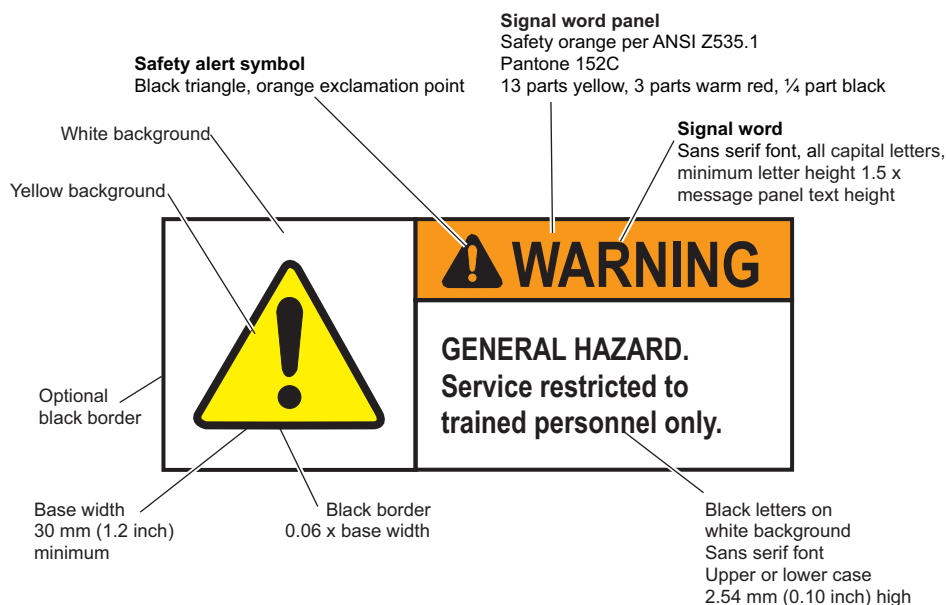 Signal word panel
Safety orange per ANSI Z535.1
Pantone 152C
13 parts yellow, 3 parts warm red, ¼ part black
Safety alert symbol
Black triangle, orange exclamation point
White background
Signal word
Sans serif font, all capital letters,
minimum letter height 1.5 x
message panel text height
Yellow background
WARNING
GENERAL HAZARD.
Service restricted to
trained personnel only.
Optional
black border
Base width
30 mm (1.2 inch)
minimum
Black border
0.06 x base width
Black letters on
white background
Sans serif font
Upper or lower case
2.54 mm (0.10 inch) high